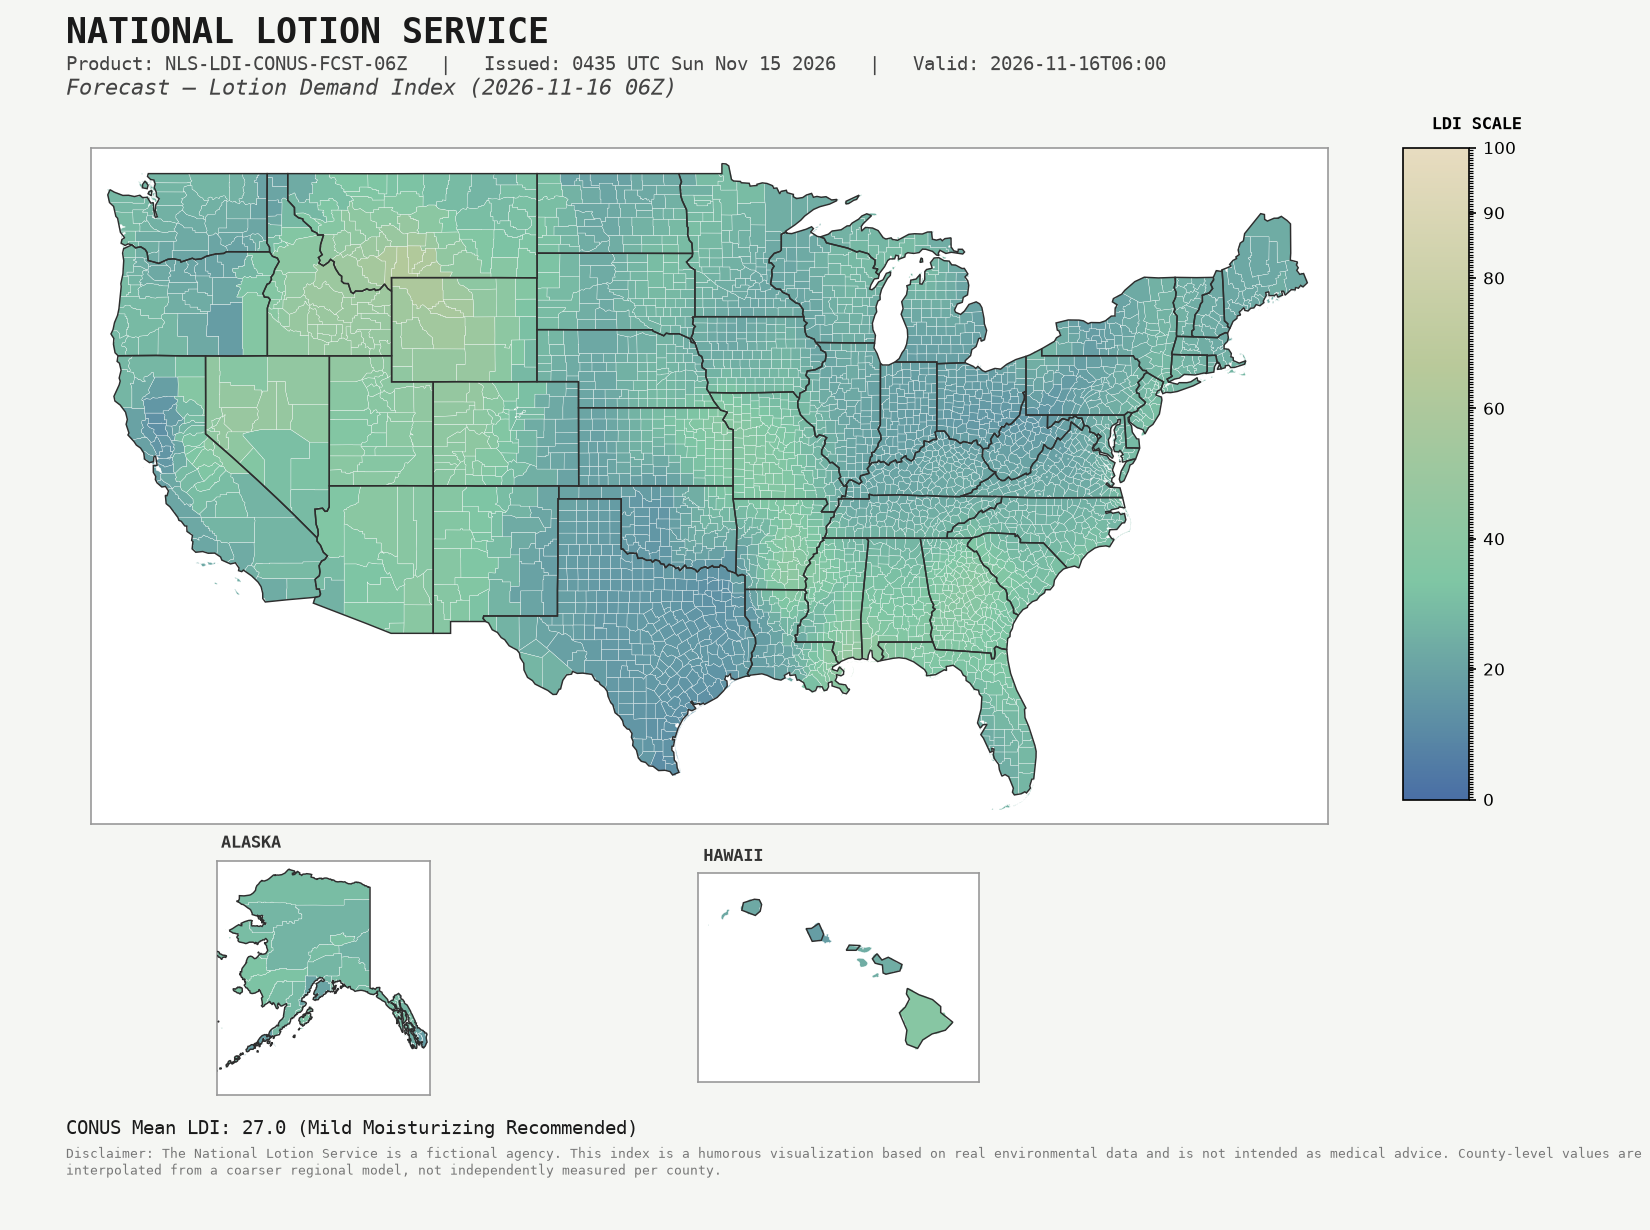 NATIONAL LOTION SERVICE
Product: NLS-LDI-CONUS-FCST-06Z | Issued: 0435 UTC Sun Nov 15 2026 | Valid: 2026-11-16T06:00
Forecast — Lotion Demand Index (2026-11-16 06Z)
LDI SCALE
100
90
80
60
40
20
0
ALASKA
HAWAII
CONUS Mean LDI: 27.0 (Mild Moisturizing Recommended)
Disclaimer: The National Lotion Service is a fictional agency. This index is a humorous visualization based on real environmental data and is not intended as medical advice. County-level values are
interpolated from a coarser regional model, not independently measured per county.